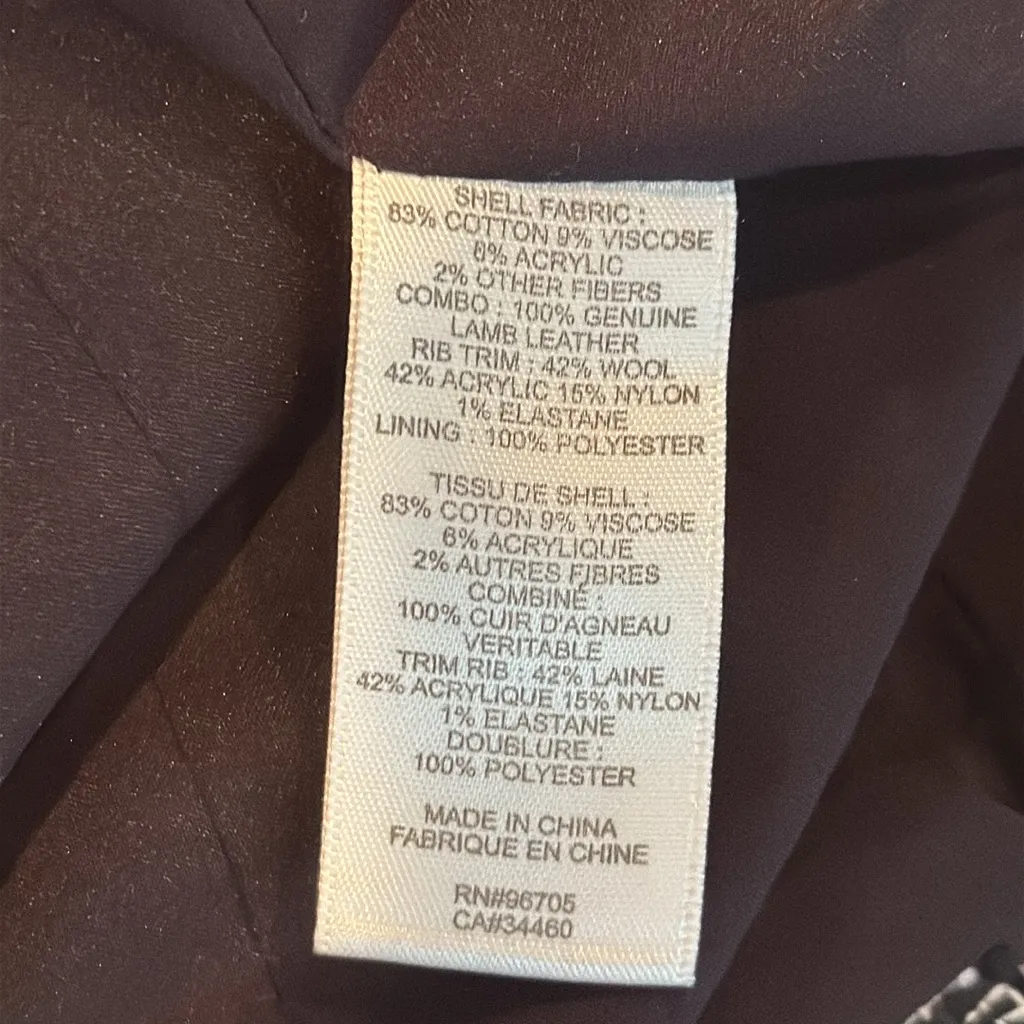 SHELL FABRIC :
83% COTTON 9% VISCOSE
6% ACRYLIC
2% OTHER FIBERS
COMBO : 100% GENUINE
LAMB LEATHER
RIB TRIM : 42% WOOL
42% ACRYLIC 15% NYLON
1% ELASTANE
LINING : 100% POLYESTER
TISSU DE SHELL :
83% COTON 9% VISCOSE
6% ACRYLIQUE
2% AUTRES FIBRES
COMBINÉ :
100% CUIR D'AGNEAU
VERITABLE
TRIM RIB : 42% LAINE
42% ACRYLIQUE 15% NYLON
1% ELASTANE
DOUBLURE :
100% POLYESTER
MADE IN CHINA
FABRIQUE EN CHINE
RN#96705
CA#34460